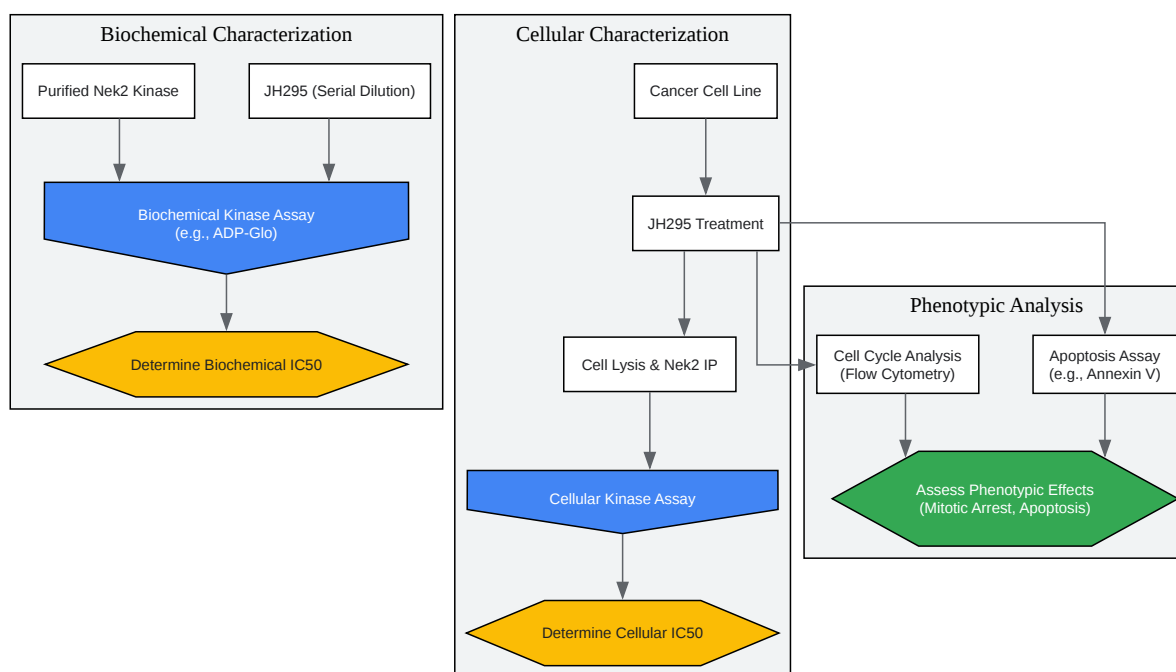 Biochemical Characterization
Purified Nek2 Kinase
JH295 (Serial Dilution)
Biochemical Kinase Assay
(e.g., ADP-Glo)
Determine Biochemical IC50
Cellular Characterization
Cancer Cell Line
JH295 Treatment
Cell Lysis & Nek2 IP
Cellular Kinase Assay
Determine Cellular IC50
Phenotypic Analysis
Cell Cycle Analysis
(Flow Cytometry)
Apoptosis Assay
(e.g., Annexin V)
Assess Phenotypic Effects
(Mitotic Arrest, Apoptosis)